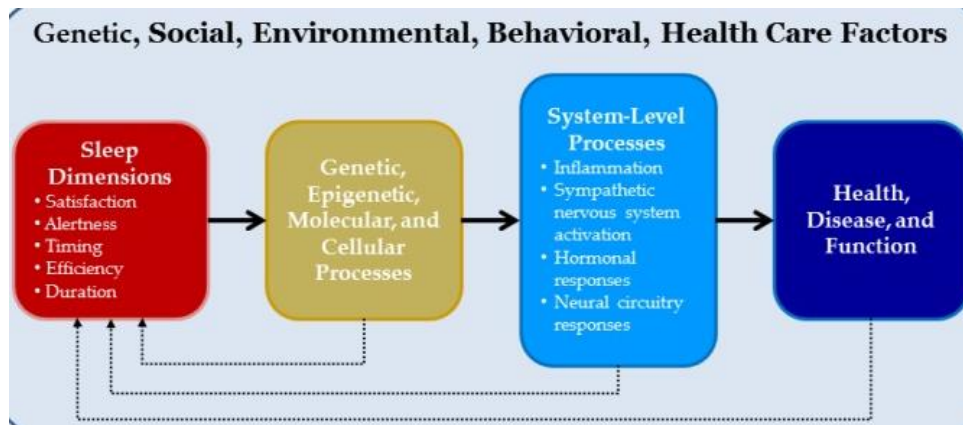 Genetic, Social, Environmental, Behavioral, Health Care Factors
Sleep
Dimensions
• Satisfaction
• Alertness
• Timing
• Efficiency
• Duration
Genetic,
Epigenetic,
Molecular, and
Cellular
Processes
System-Level
Processes
• Inflammation
• Sympathetic
nervous system
activation
• Hormonal
responses
• Neural circuitry
responses
Health,
Disease, and
Function